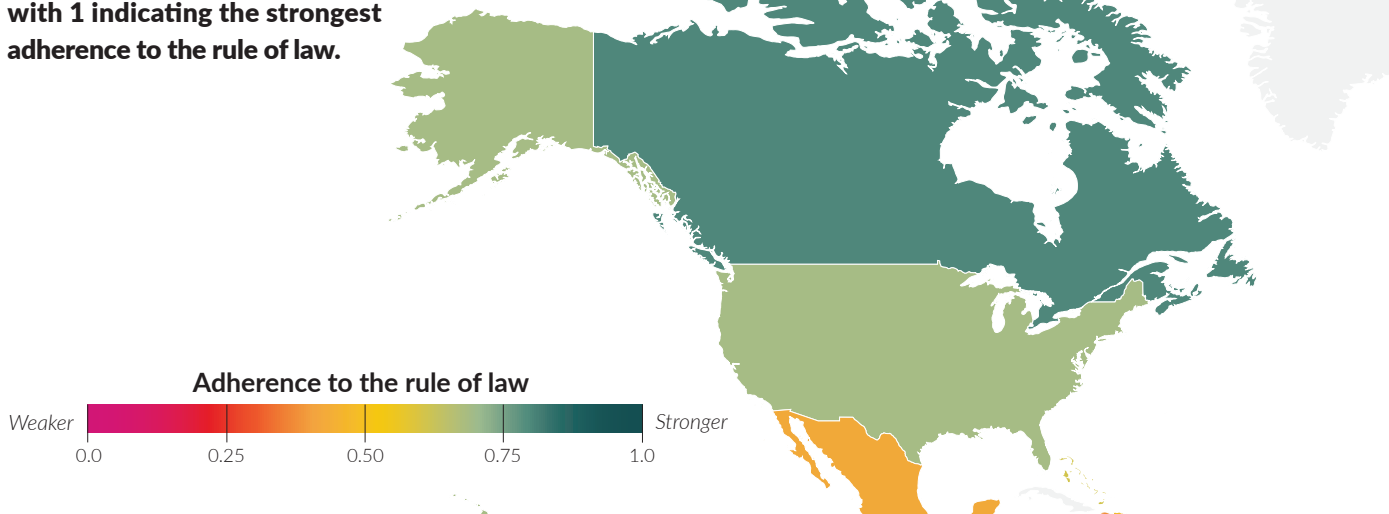 with 1 indicating the strongest
adherence to the rule of law.
Adherence to the rule of law
Weaker
Stronger
0.0 0.25 0.50 0.75 1.0